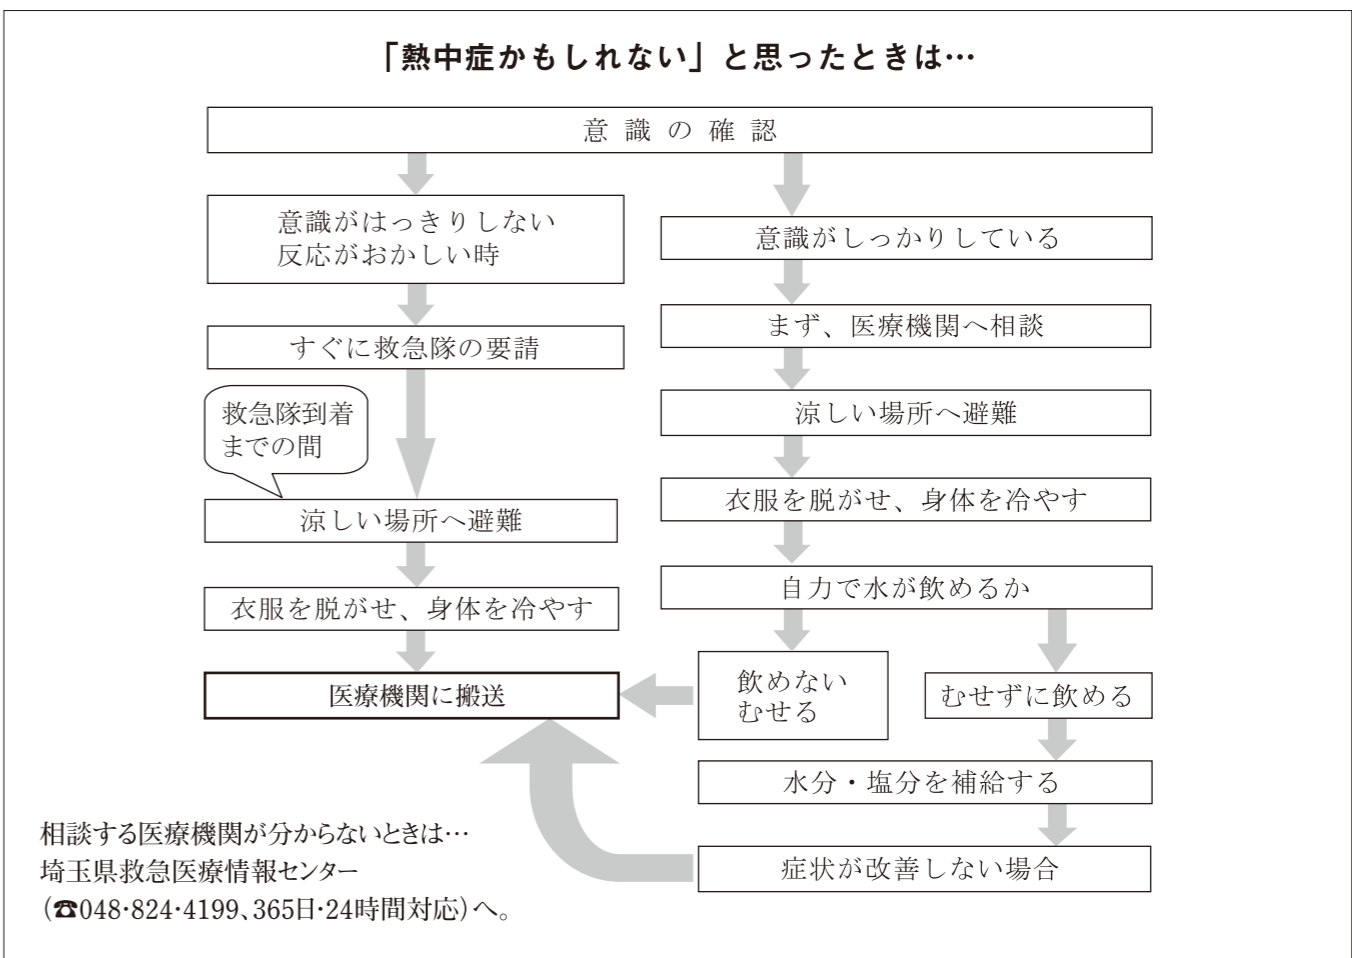 「熱中症かもしれない」と思ったときは…
意識の確認
意識がはっきりしない
反応がおかしい時
すぐに救急隊の要請
救急隊到着
までの間
涼しい場所へ避難
衣服を脱がせ、身体を冷やす
医療機関に搬送
意識がしっかりしている
まず、医療機関へ相談
涼しい場所へ避難
衣服を脱がせ、身体を冷やす
自力で水が飲めるか
飲めない
むせる
むせずに飲める
水分・塩分を補給する
症状が改善しない場合
相談する医療機関が分からないときは…
埼玉県救急医療情報センター
(☎048・824・4199、365日・24時間対応)へ。